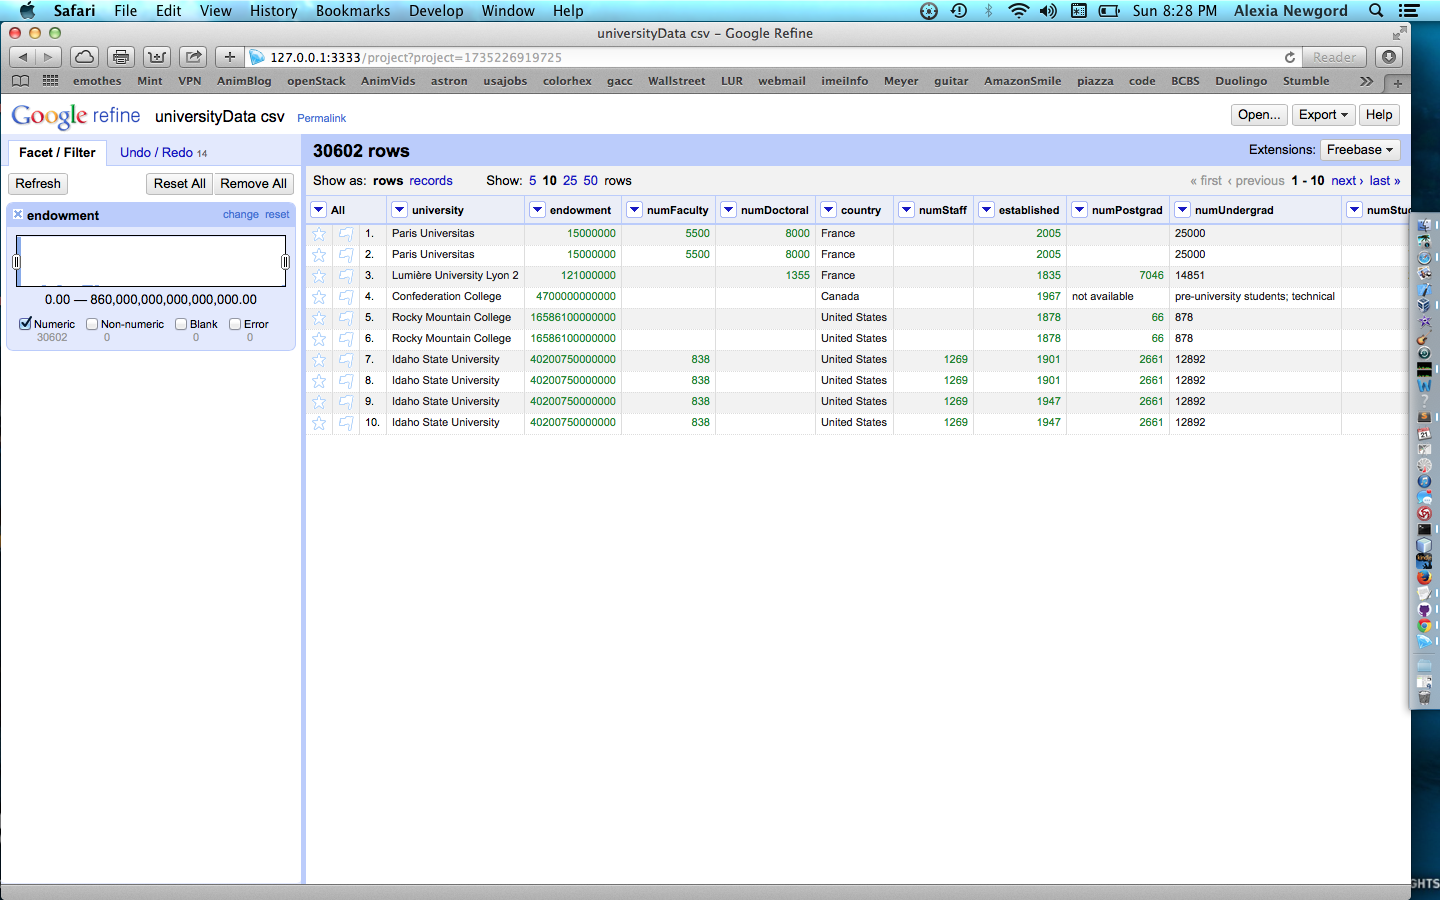 Safari File Edit View History Bookmarks Develop Window Help Sun 8:28 PM Alexia Newgord
universityData csv – Google Refine
127.0.0.1:3333/project?project=1735226919725 Reader
emothes Mint VPN AnimBlog openStack AnimVids astron usajobs colorhex gacc Wallstreet LUR webmail imeiInfo Meyer guitar AmazonSmile piazza code BCBS Duolingo Stumble
Google refine universityData csv Permalink Open... Export Help
Facet / Filter Undo / Redo 14 30602 rows Extensions: Freebase
Refresh Reset All Remove All Show as: rows records Show: 5 10 25 50 rows « first ‹ previous 1 - 10 next › last »
endowment change reset
0.00 — 860,000,000,000,000,000.00
Numeric Non-numeric Blank Error
30602 0 0 0
All university endowment numFaculty numDoctoral country numStaff established numPostgrad numUndergrad numStuc
1. Paris Universitas 15000000 5500 8000 France 2005 25000
2. Paris Universitas 15000000 5500 8000 France 2005 25000
3. Lumière University Lyon 2 121000000 1355 France 1835 7046 14851
4. Confederation College 4700000000000 Canada 1967 not available pre-university students; technical
5. Rocky Mountain College 16586100000000 United States 1878 66 878
6. Rocky Mountain College 16586100000000 United States 1878 66 878
7. Idaho State University 40200750000000 838 United States 1269 1901 2661 12892
8. Idaho State University 40200750000000 838 United States 1269 1901 2661 12892
9. Idaho State University 40200750000000 838 United States 1269 1947 2661 12892
10. Idaho State University 40200750000000 838 United States 1269 1947 2661 12892
GHTS